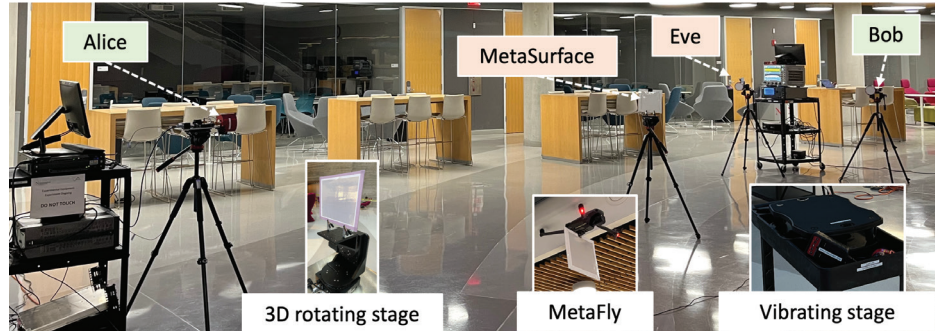 Alice
MetaSurface
Eve
Bob
DO NOT TOUCH
3D rotating stage
MetaFly
Vibrating stage